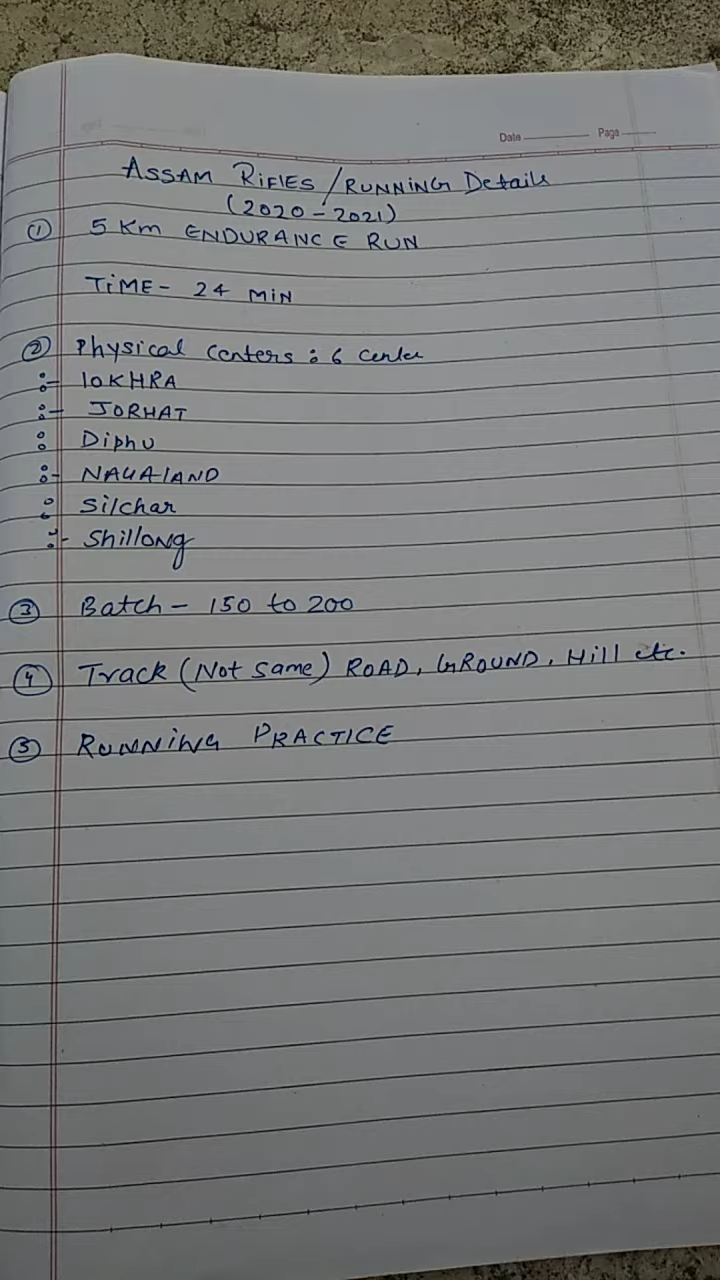 Date Page
ASSAM RIFlES / RUNNING Details
(2020-2021)
① 5 Km ENDURANCE RUN
TiME- 24 MIN
② Physical Centers : 6 Center
:- lOKHRA
:- JORHAT
: Diphu
:- NAGAlAND
: Silchar
:- Shillong
③ Batch - 150 to 200
④ Track (Not same) ROAD, GROUND, Hill etc.
⑤ RUNNiNG PRACTICE